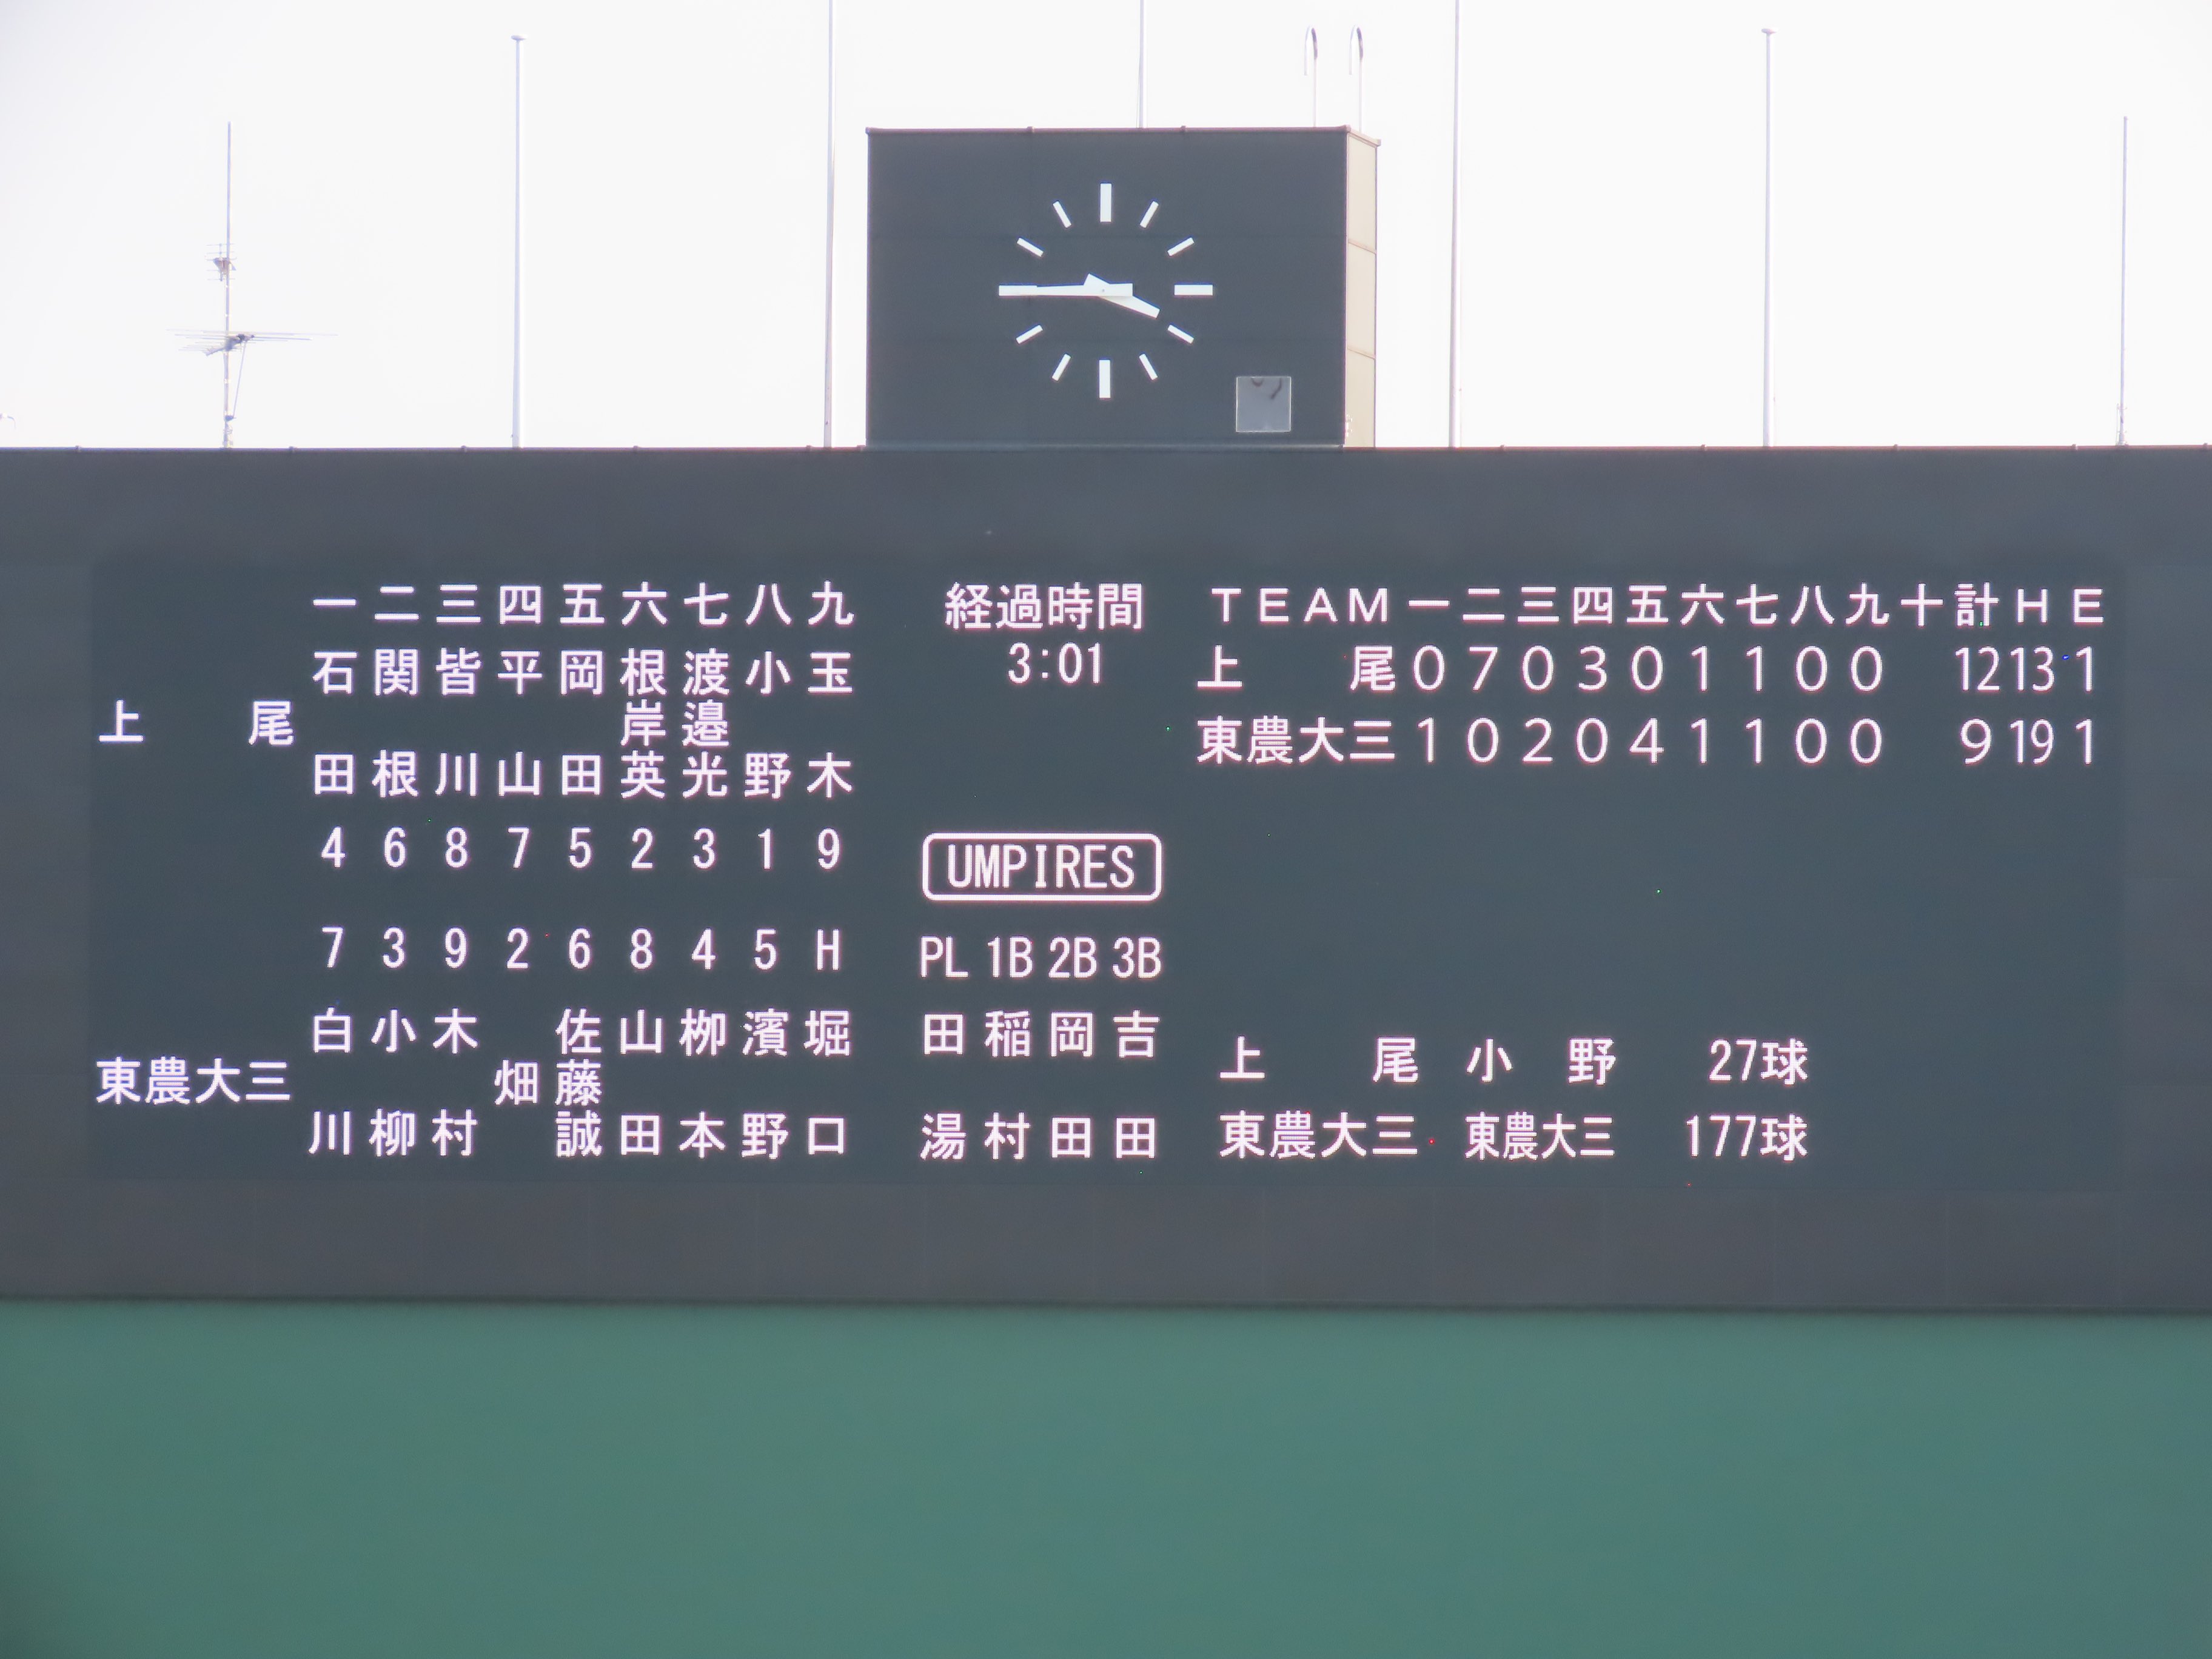 一 二 三 四 五 六 七 八 九
上尾
石田 関根 皆川 平山 岡田 根岸英 渡邉光 小野 玉木
4 6 8 7 5 2 3 1 9
7 3 9 2 6 8 4 5 H
東農大三
白川 小柳 木村 畑 佐藤誠 山田 栁本 濱野 堀口
経過時間
3:01
UMPIRES
PL 1B 2B 3B
田湯 稲村 岡田 吉田
TEAM 一 二 三 四 五 六 七 八 九 十 計 H E
上尾 0 7 0 3 0 1 1 0 0 12 13 1
東農大三 1 0 2 0 4 1 1 0 0 9 19 1
上尾 小野 27球
東農大三 東農大三 177球